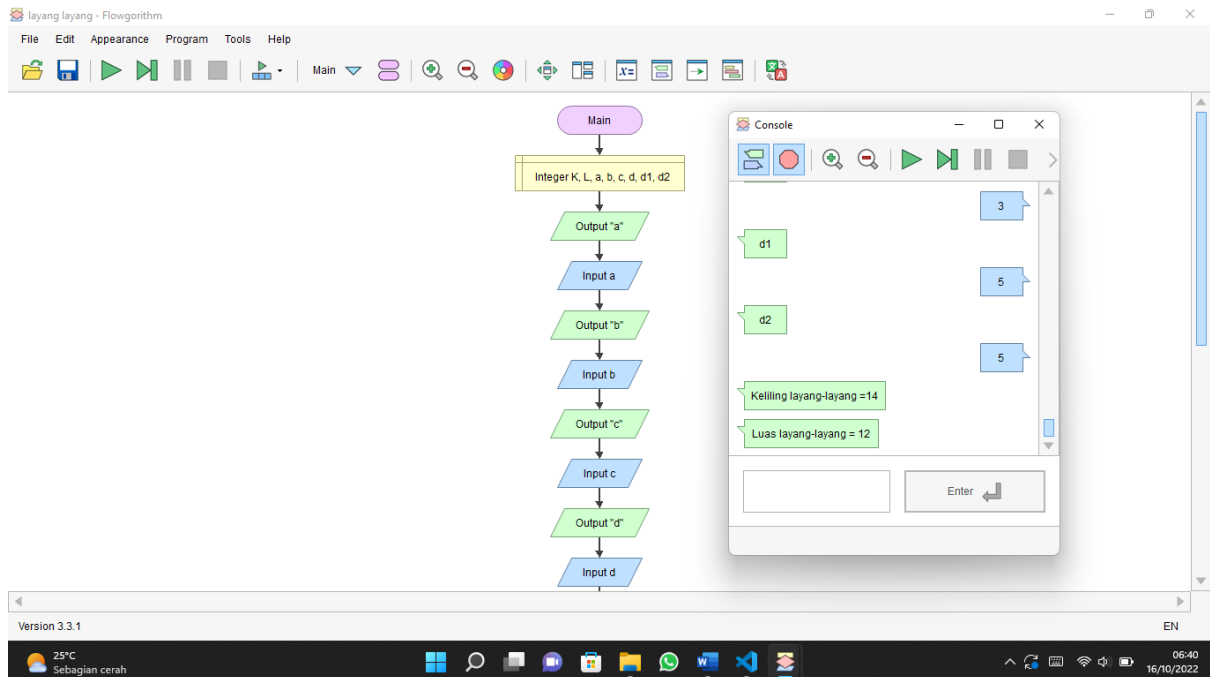 layang layang - Flowgorithm
File Edit Appearance Program Tools Help
Main
Main
Integer K, L, a, b, c, d, d1, d2
Output "a"
Input a
Output "b"
Input b
Output "c"
Input c
Output "d"
Input d
Console
3
d1
5
d2
5
Keliling layang-layang =14
Luas layang-layang = 12
Enter
Version 3.3.1
EN
25°C
Sebagian cerah
06:40
16/10/2022